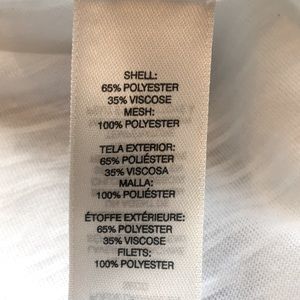 SHELL:
65% POLYESTER
35% VISCOSE
MESH:
100% POLYESTER
TELA EXTERIOR:
65% POLIÉSTER
35% VISCOSA
MALLA:
100% POLIÉSTER
ÉTOFFE EXTÉRIEURE:
65% POLYESTER
35% VISCOSE
FILETS:
100% POLYESTER